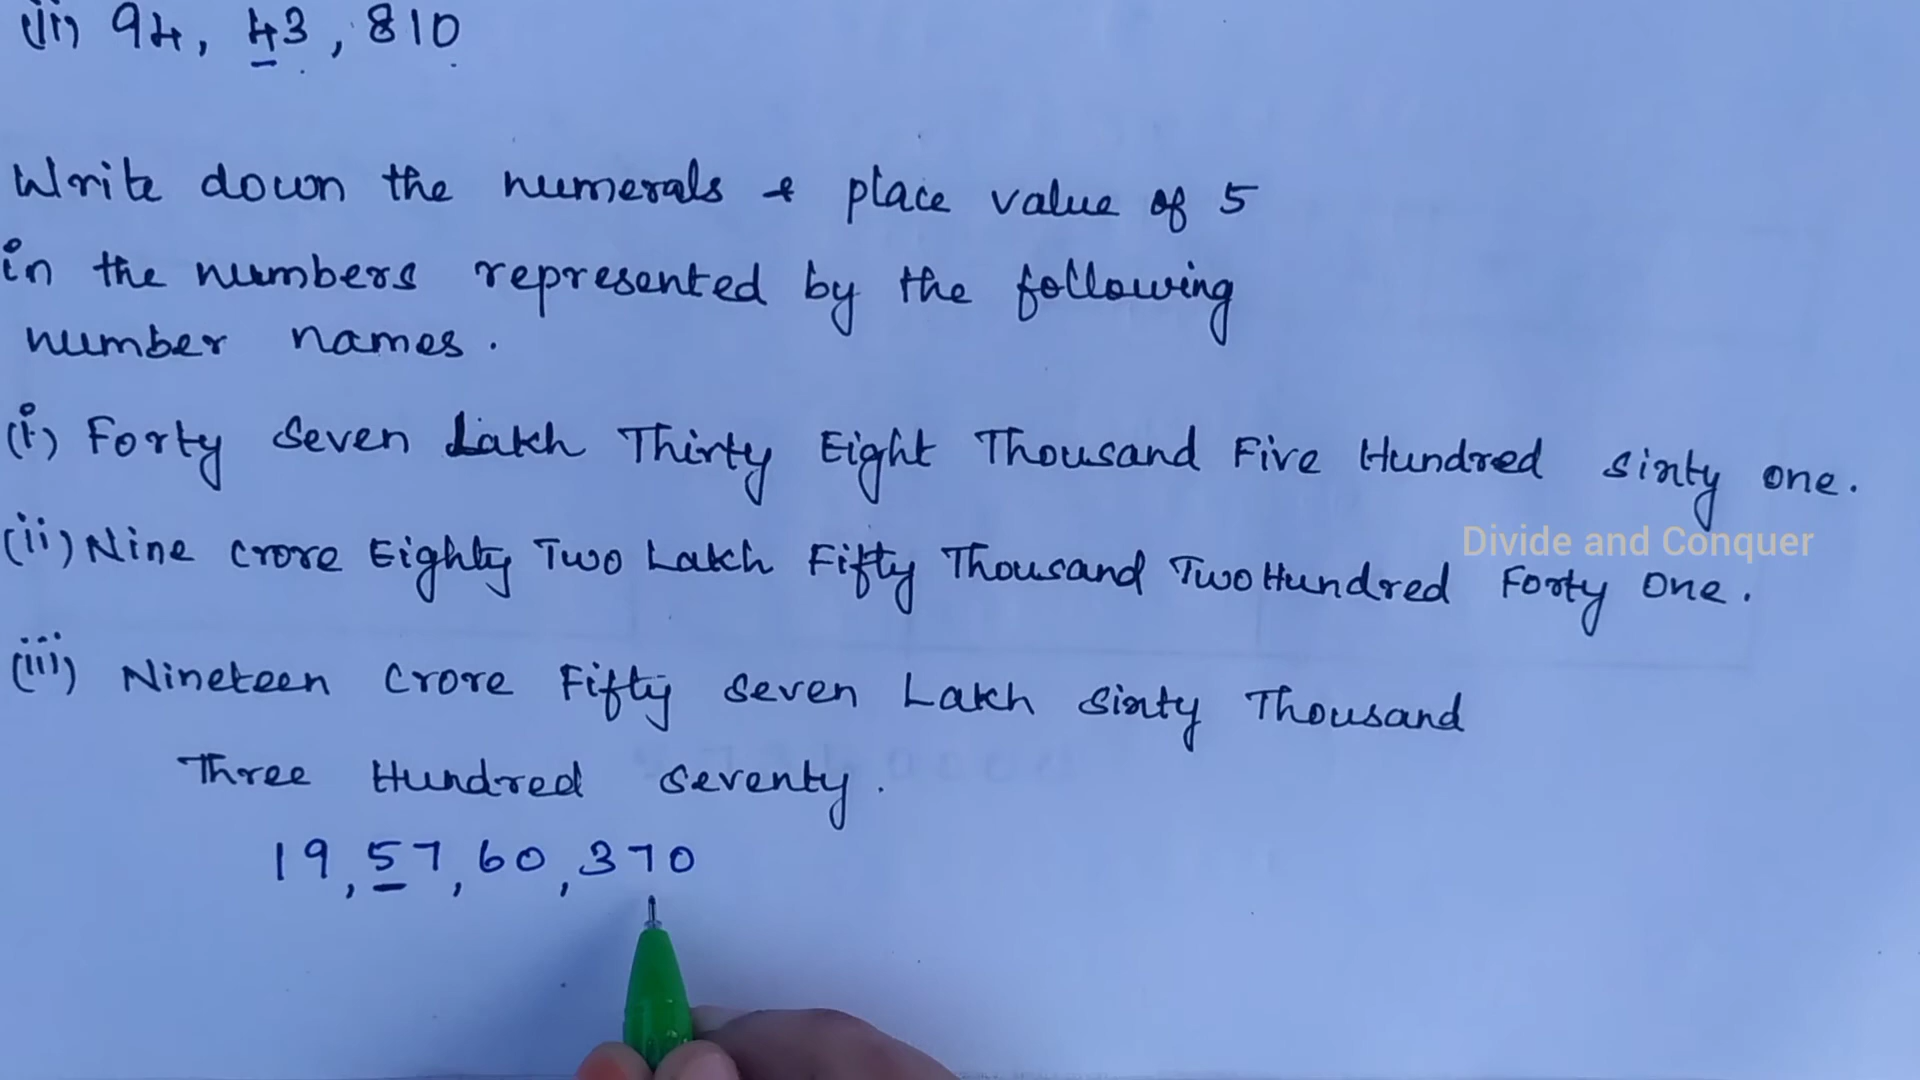 (ii) 94, 43, 810
Write down the numerals & place value of 5
in the numbers represented by the following
number names.
(i) Forty Seven Lakh Thirty Eight Thousand Five Hundred sixty one.
Divide and Conquer
(ii) Nine crore Eighty Two Lakh Fifty Thousand Two Hundred Forty One.
(iii) Nineteen crore Fifty seven Lakh sixty Thousand
Three Hundred seventy.
19, 57, 60, 370